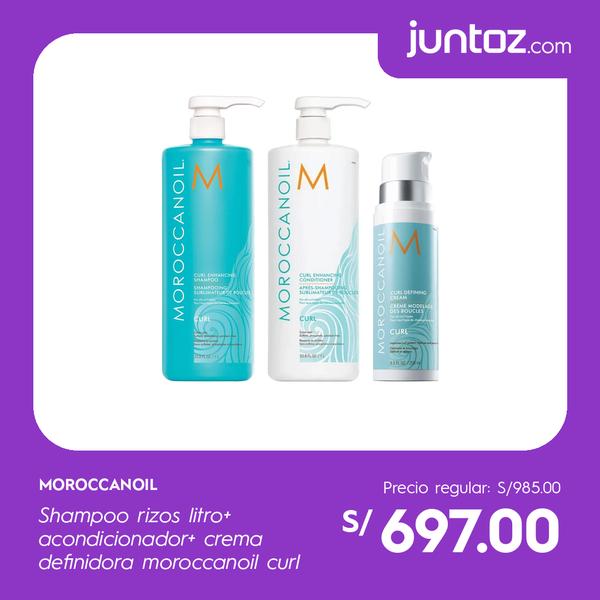 juntoz.com
MOROCCANOIL.
M
CURL ENHANCING
SHAMPOO
SHAMPOOING
SUBLIMATEUR DE BOUCLES
CURL
MOROCCANOIL.
M
CURL ENHANCING
CONDITIONER
APRÈS-SHAMPOOING
SUBLIMATEUR DE BOUCLES
CURL
MOROCCANOIL
M
CURL DEFINING
CREAM
CRÈME MODELAGE
DES BOUCLES
CURL
MOROCCANOIL
Shampoo rizos litro+
acondicionador+ crema
definidora moroccanoil curl
Precio regular: S/985.00
S/ 697.00